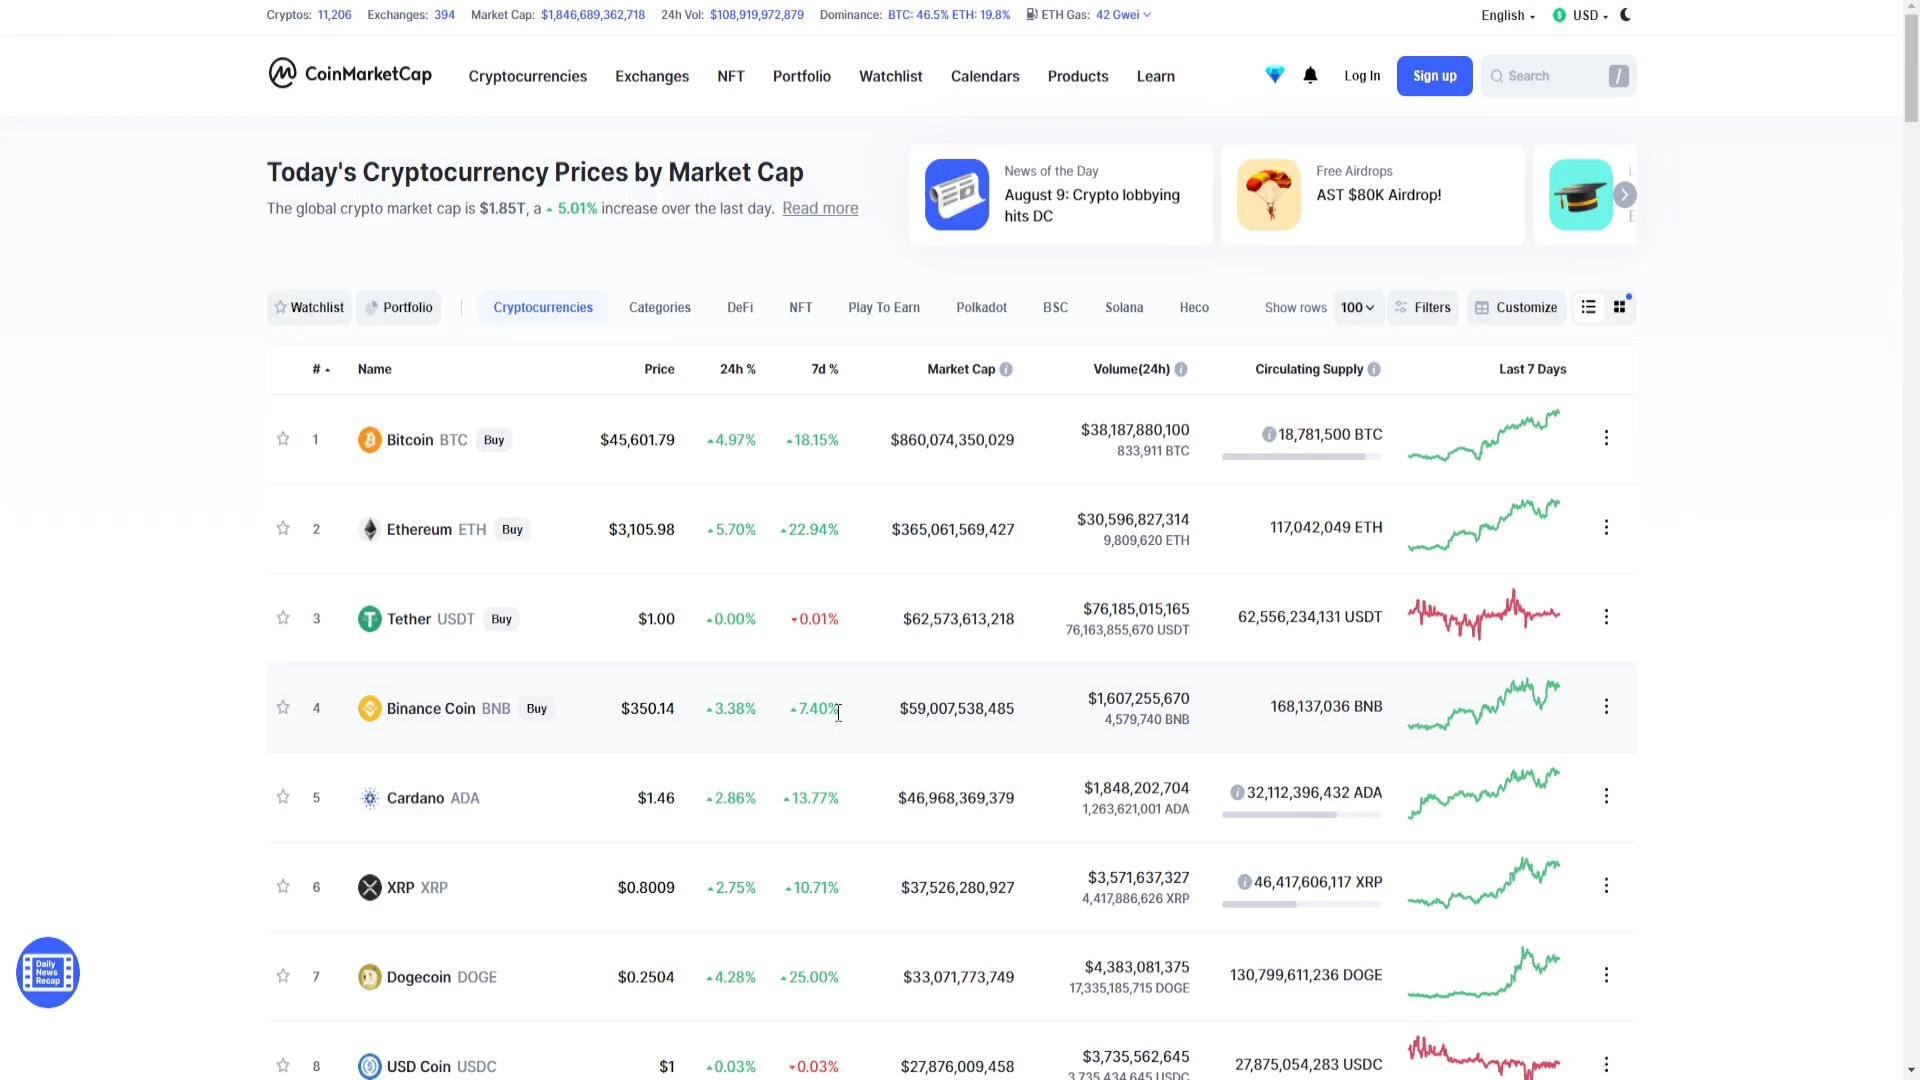 Cryptos: 11,206 Exchanges: 394 Market Cap: $1,846,689,362,718 24h Vol: $108,919,972,879 Dominance: BTC: 46.5% ETH: 19.8% ETH Gas: 42 Gwei English USD
CoinMarketCap Cryptocurrencies Exchanges NFT Portfolio Watchlist Calendars Products Learn Log In Sign up Search /
Today's Cryptocurrency Prices by Market Cap
The global crypto market cap is $1.85T, a 5.01% increase over the last day. Read more
News of the Day
August 9: Crypto lobbying
hits DC
Free Airdrops
AST $80K Airdrop!
L
E
Watchlist Portfolio Cryptocurrencies Categories DeFi NFT Play To Earn Polkadot BSC Solana Heco Show rows 100 Filters Customize
# Name Price 24h % 7d % Market Cap Volume(24h) Circulating Supply Last 7 Days
1 Bitcoin BTC Buy $45,601.79 4.97% 18.15% $860,074,350,029 $38,187,880,100 18,781,500 BTC
833,911 BTC
2 Ethereum ETH Buy $3,105.98 5.70% 22.94% $365,061,569,427 $30,596,827,314 117,042,049 ETH
9,809,620 ETH
3 Tether USDT Buy $1.00 0.00% 0.01% $62,573,613,218 $76,185,015,165 62,556,234,131 USDT
76,163,855,670 USDT
4 Binance Coin BNB Buy $350.14 3.38% 7.40% $59,007,538,485 $1,607,255,670 168,137,036 BNB
4,579,740 BNB
5 Cardano ADA $1.46 2.86% 13.77% $46,968,369,379 $1,848,202,704 32,112,396,432 ADA
1,263,621,001 ADA
6 XRP XRP $0.8009 2.75% 10.71% $37,526,280,927 $3,571,637,327 46,417,606,117 XRP
4,417,886,626 XRP
7 Dogecoin DOGE $0.2504 4.28% 25.00% $33,071,773,749 $4,383,081,375 130,799,611,236 DOGE
17,335,185,715 DOGE
8 USD Coin USDC $1 0.03% 0.03% $27,876,009,458 $3,735,562,645 27,875,054,283 USDC
3,735,434,645 USDC
Daily
News
Recap